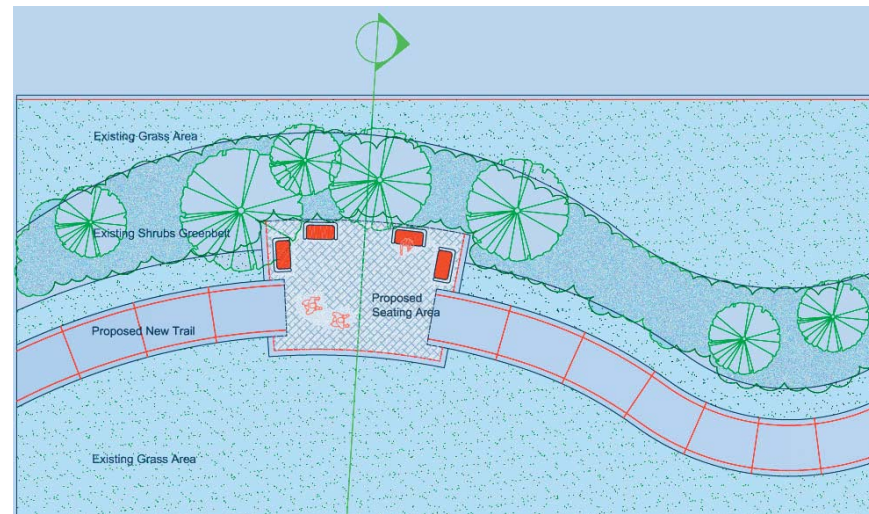 Existing Grass Area
Existing Shrubs Greenbelt
Proposed
Seating Area
Proposed New Trail
Existing Grass Area